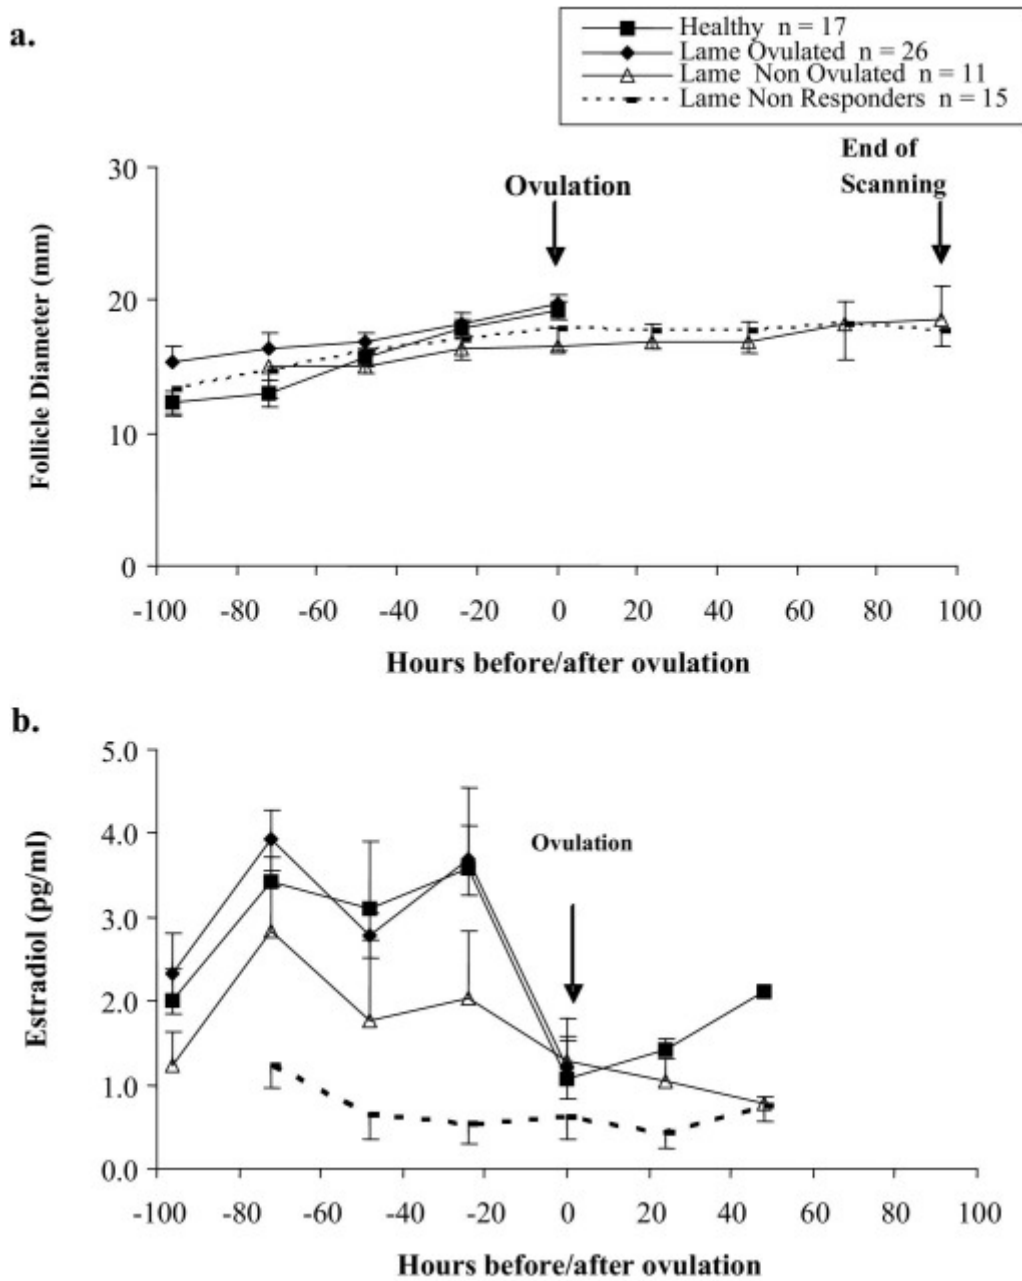 a.
Healthy n = 17
Lame Ovulated n = 26
Lame Non Ovulated n = 11
Lame Non Responders n = 15
End of
Scanning
Ovulation
30
20
10
0
Follicle Diameter (mm)
-100 -80 -60 -40 -20 0 20 40 60 80 100
Hours before/after ovulation
b.
5.0
4.0
3.0
2.0
1.0
0.0
Estradiol (pg/ml)
Ovulation
-100 -80 -60 -40 -20 0 20 40 60 80 100
Hours before/after ovulation